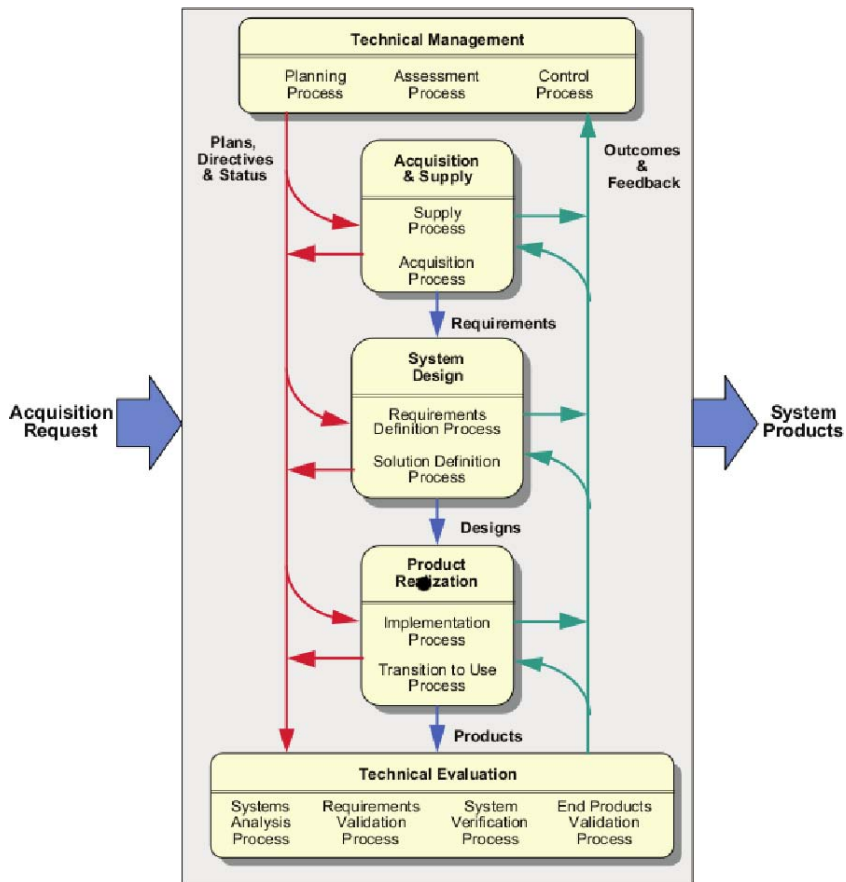 Technical Management
Planning
Process
Assessment
Process
Control
Process
Plans,
Directives
& Status
Acquisition
& Supply
Outcomes
&
Feedback
Supply
Process
Acquisition
Process
Requirements
System
Design
Acquisition
Request
Requirements
Definition Process
System
Products
Solution Definition
Process
Designs
Product
Realization
Implementation
Process
Transition to Use
Process
Products
Technical Evaluation
Systems
Analysis
Process
Requirements
Validation
Process
System
Verification
Process
End Products
Validation
Process